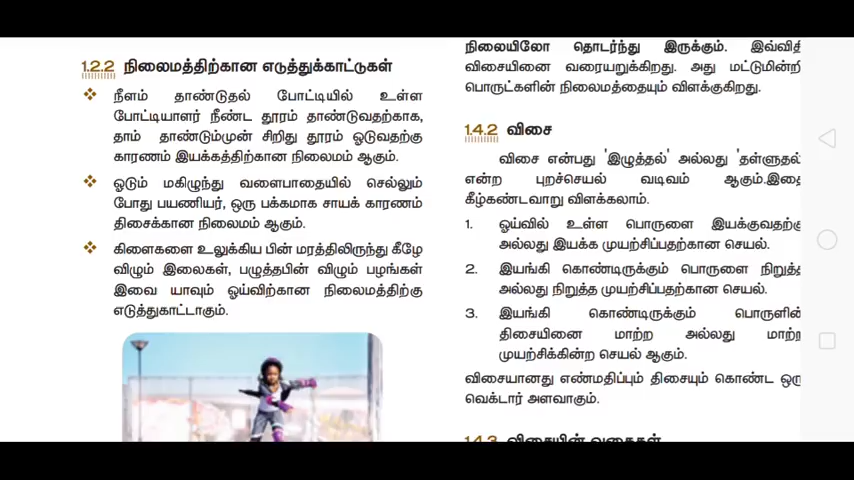 1.2.2 நிலைமத்திற்கான எடுத்துக்காட்டுகள்
நீளம் தாண்டுதல் போட்டியில் உள்ள
போட்டியாளர் நீண்ட தூரம் தாண்டுவதற்காக,
தாம் தாண்டும்முன் சிறிது தூரம் ஓடுவதற்கு
காரணம் இயக்கத்திற்கான நிலைமம் ஆகும்.
ஓடும் மகிழுந்து வளைபாதையில் செல்லும்
போது பயணியர், ஒரு பக்கமாக சாயக் காரணம்
திசைக்கான நிலைமம் ஆகும்.
கிளைகளை உலுக்கிய பின் மரத்திலிருந்து கீழே
விழும் இலைகள், பழுத்தபின் விழும் பழங்கள்
இவை யாவும் ஓய்விற்கான நிலைமத்திற்கு
எடுத்துகாட்டாகும்.
நிலையிலோ தொடர்ந்து இருக்கும். இவ்விதி
விசையினை வரையறுக்கிறது. அது மட்டுமின்றி
பொருட்களின் நிலைமத்தையும் விளக்குகிறது.
1.4.2 விசை
விசை என்பது 'இழுத்தல்' அல்லது 'தள்ளுதல்
என்ற புறச்செயல் வடிவம் ஆகும்.இதை
கீழ்கண்டவாறு விளக்கலாம்.
1. ஓய்வில் உள்ள பொருளை இயக்குவதற்கு
அல்லது இயக்க முயற்சிப்பதற்கான செயல்.
2. இயங்கி கொண்டிருக்கும் பொருளை நிறுத்த
அல்லது நிறுத்த முயற்சிப்பதற்கான செயல்.
3. இயங்கி கொண்டிருக்கும் பொருளின்
திசையினை மாற்ற அல்லது மாற்ற
முயற்சிக்கின்ற செயல் ஆகும்.
விசையானது எண்மதிப்பும் திசையும் கொண்ட ஒரு
வெக்டார் அளவாகும்.
1.4.3 விசையின் வகைகள்